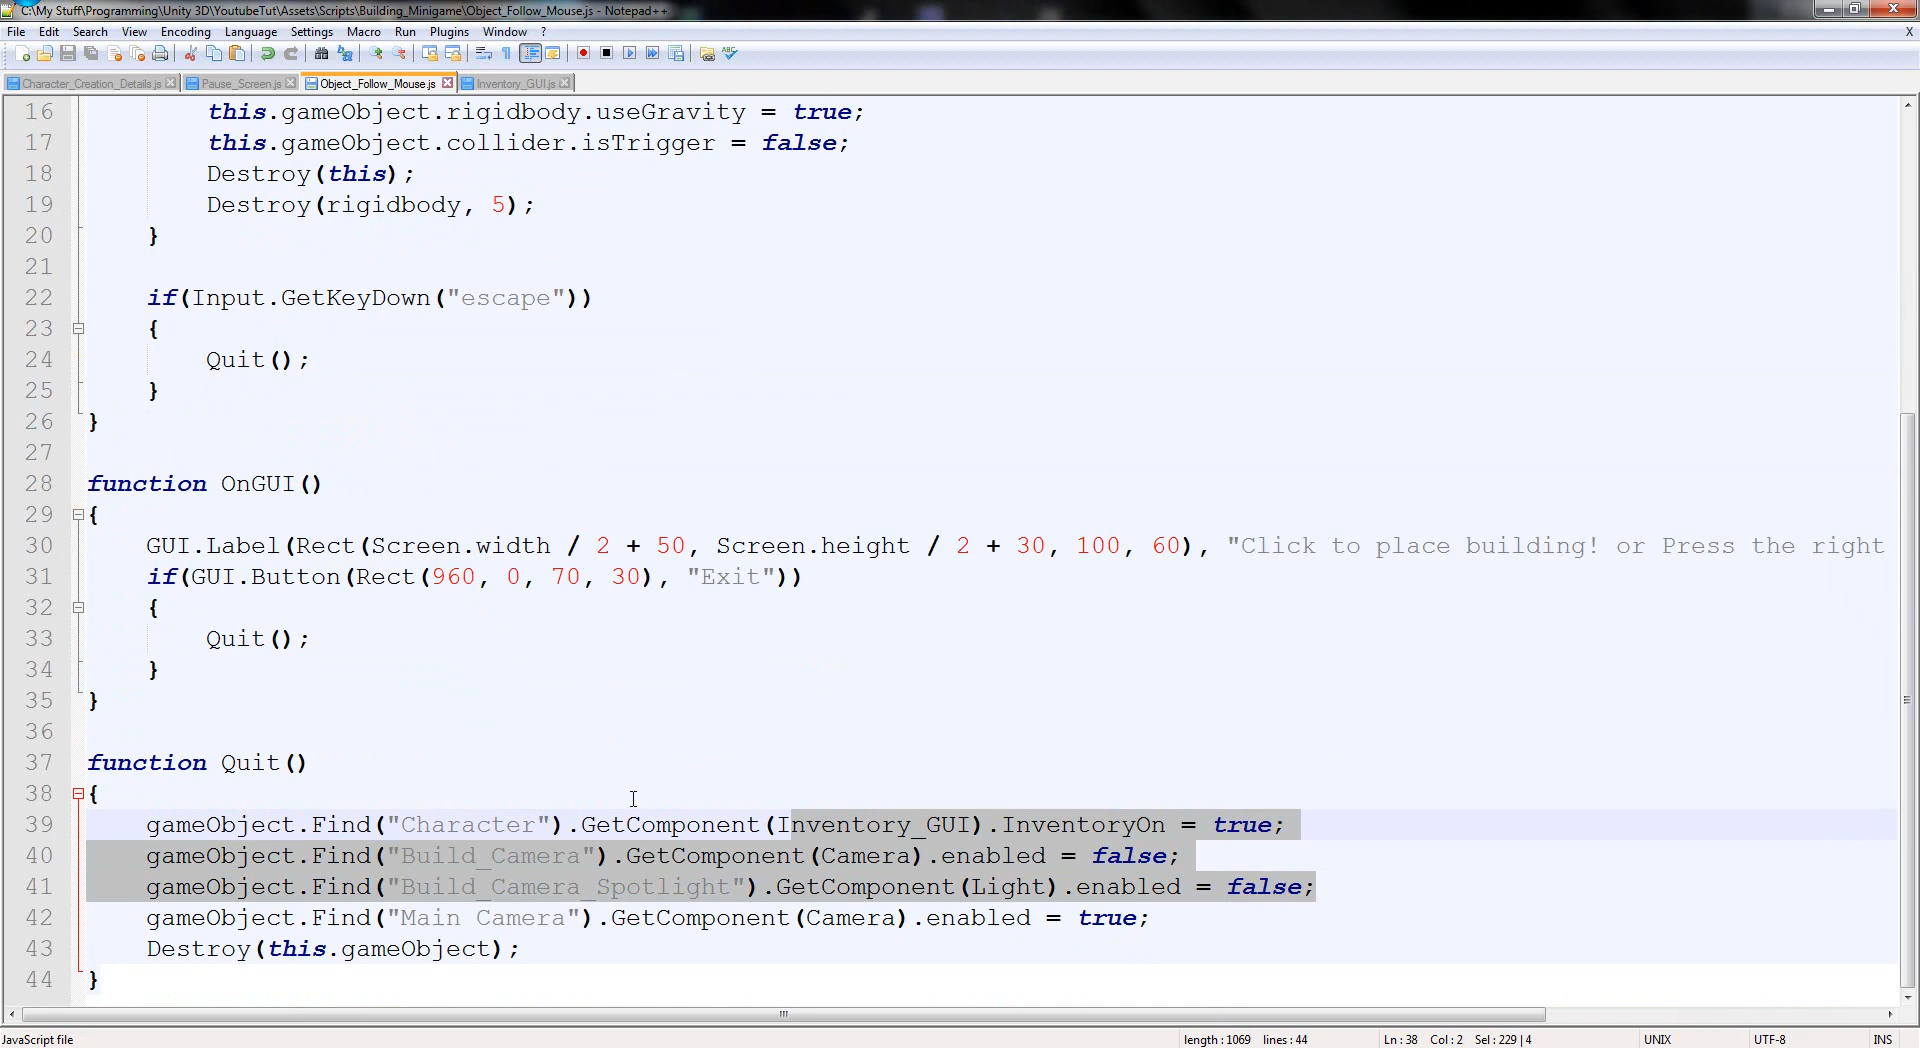 C:\My Stuff\Programming\Unity 3D\YoutubeTut\Assets\Scripts\Building_Minigame\Object_Follow_Mouse.js - Notepad++
File Edit Search View Encoding Language Settings Macro Run Plugins Window ? X
Character_Creation_Details.js Pause_Screen.js Object_Follow_Mouse.js Inventory_GUI.js
16 this.gameObject.rigidbody.useGravity = true;
17 this.gameObject.collider.isTrigger = false;
18 Destroy(this);
19 Destroy(rigidbody, 5);
20 }
21
22 if(Input.GetKeyDown("escape"))
23 {
24 Quit();
25 }
26 }
27
28 function OnGUI()
29 {
30 GUI.Label(Rect(Screen.width / 2 + 50, Screen.height / 2 + 30, 100, 60), "Click to place building! or Press the right
31 if(GUI.Button(Rect(960, 0, 70, 30), "Exit"))
32 {
33 Quit();
34 }
35 }
36
37 function Quit()
38 {
39 gameObject.Find("Character").GetComponent(Inventory_GUI).InventoryOn = true;
40 gameObject.Find("Build_Camera").GetComponent(Camera).enabled = false;
41 gameObject.Find("Build_Camera_Spotlight").GetComponent(Light).enabled = false;
42 gameObject.Find("Main Camera").GetComponent(Camera).enabled = true;
43 Destroy(this.gameObject);
44 }
JavaScript file length : 1069 lines : 44 Ln : 38 Col : 2 Sel : 229 | 4 UNIX UTF-8 INS